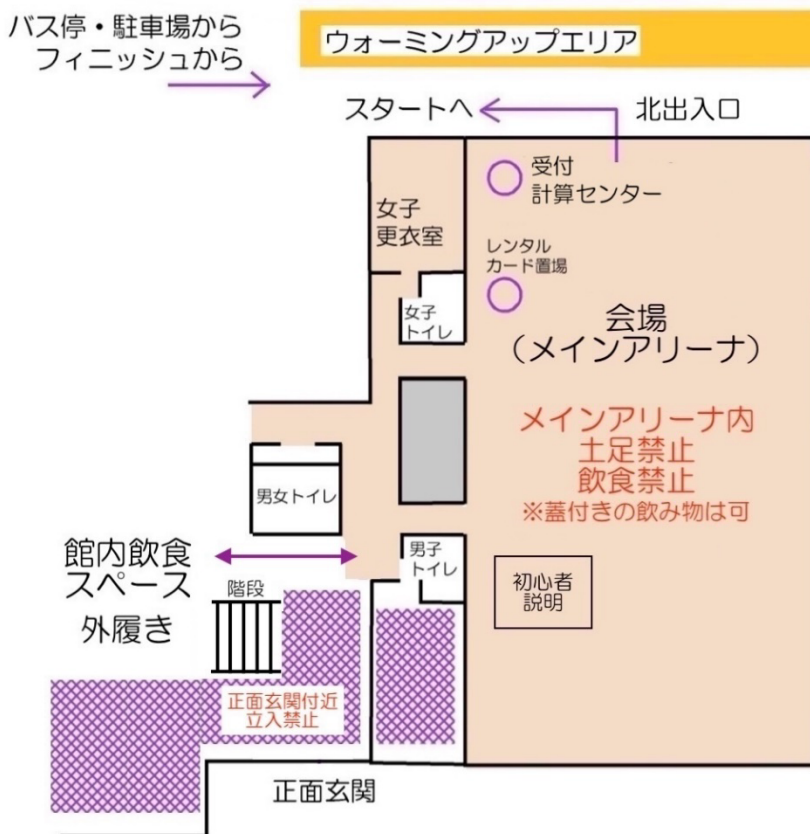 バス停・駐車場から
フィニッシュから
ウォーミングアップエリア
スタートへ
北出入口
受付
計算センター
女子
更衣室
レンタル
カード置場
女子
トイレ
会場
（メインアリーナ）
メインアリーナ内
土足禁止
飲食禁止
※蓋付きの飲み物は可
男女トイレ
館内飲食
スペース
外履き
男子
トイレ
階段
初心者
説明
正面玄関付近
立入禁止
正面玄関